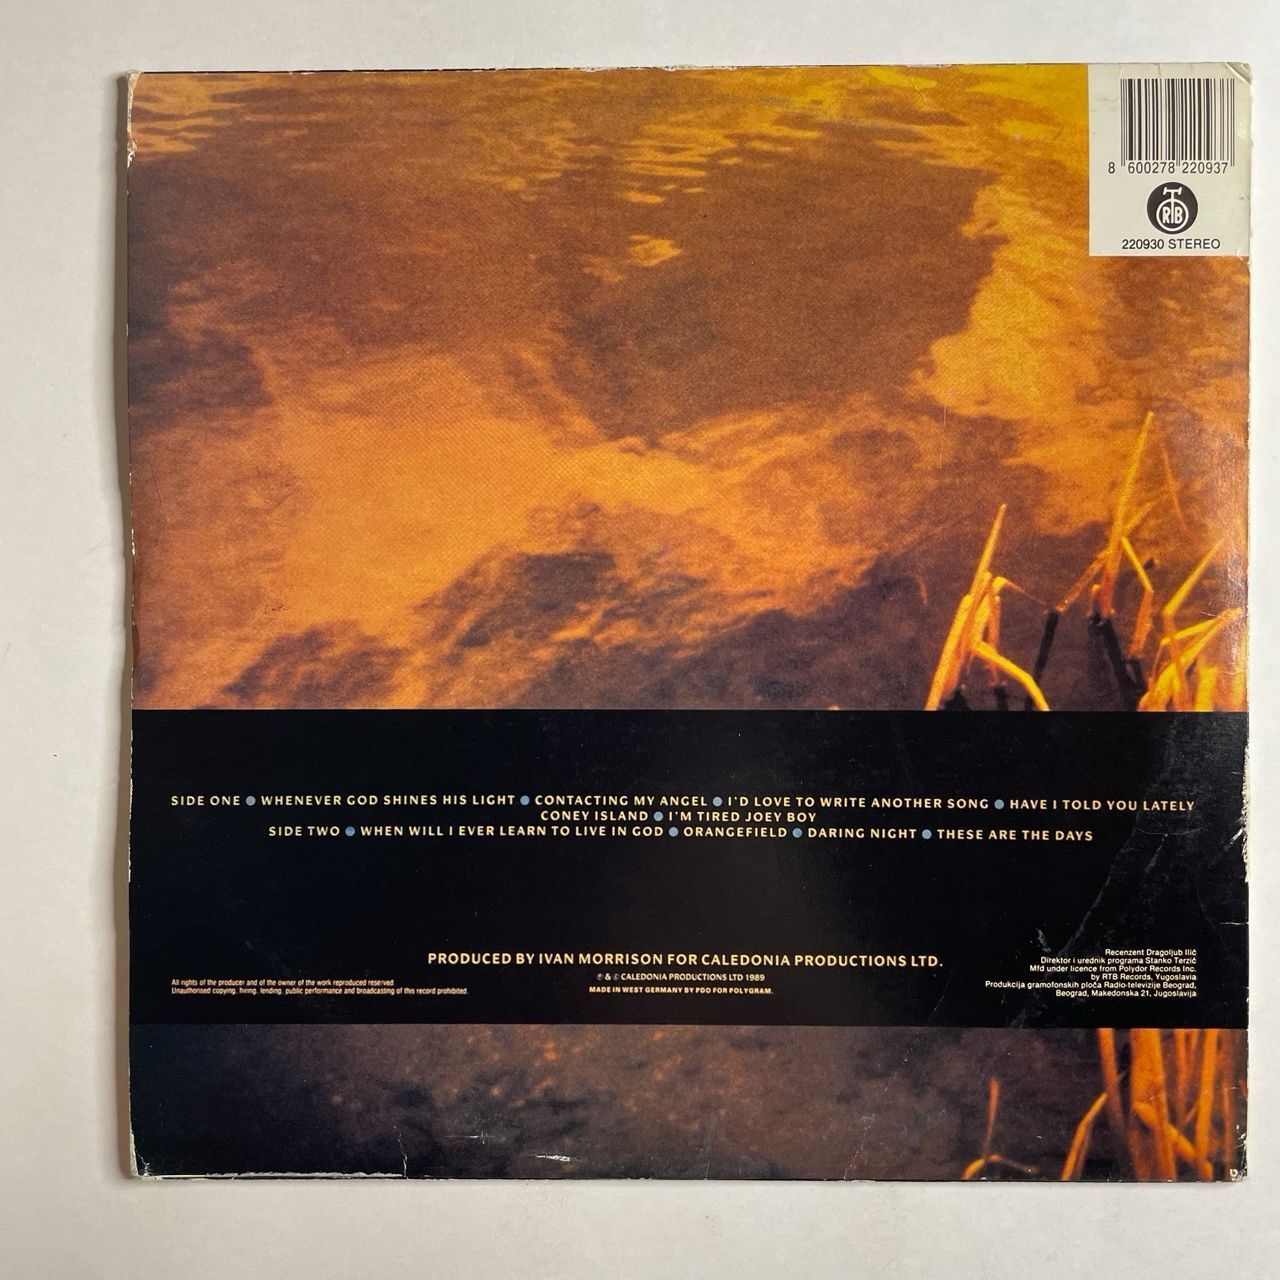 8 600278 220937
RTB
220930 STEREO
SIDE ONE ● WHENEVER GOD SHINES HIS LIGHT ● CONTACTING MY ANGEL ● I'D LOVE TO WRITE ANOTHER SONG ● HAVE I TOLD YOU LATELY
CONEY ISLAND ● I'M TIRED JOEY BOY
SIDE TWO ● WHEN WILL I EVER LEARN TO LIVE IN GOD ● ORANGEFIELD ● DARING NIGHT ● THESE ARE THE DAYS
PRODUCED BY IVAN MORRISON FOR CALEDONIA PRODUCTIONS LTD.
℗ & © CALEDONIA PRODUCTIONS LTD 1989
MADE IN WEST GERMANY BY PDO FOR POLYGRAM.
All rights of the producer and of the owner of the work reproduced reserved
Unauthorised copying, hiring, lending, public performance and broadcasting of this record prohibited.
Recenzent Dragoljub Ilić
Direktor i urednik programa Stanko Terzić
Mfd under licence from Polydor Records Inc.
by RTB Records, Yugoslavia
Produkcija gramofonskih ploča Radio-televizije Beograd,
Beograd, Makedonska 21, Jugoslavija
G